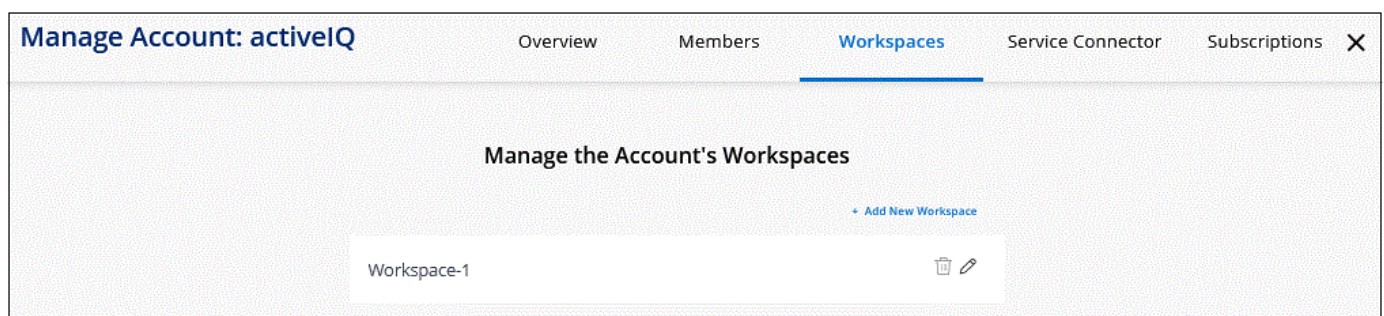 Manage Account: activeIQ
Overview Members Workspaces Service Connector Subscriptions
Manage the Account's Workspaces
+ Add New Workspace
Workspace-1